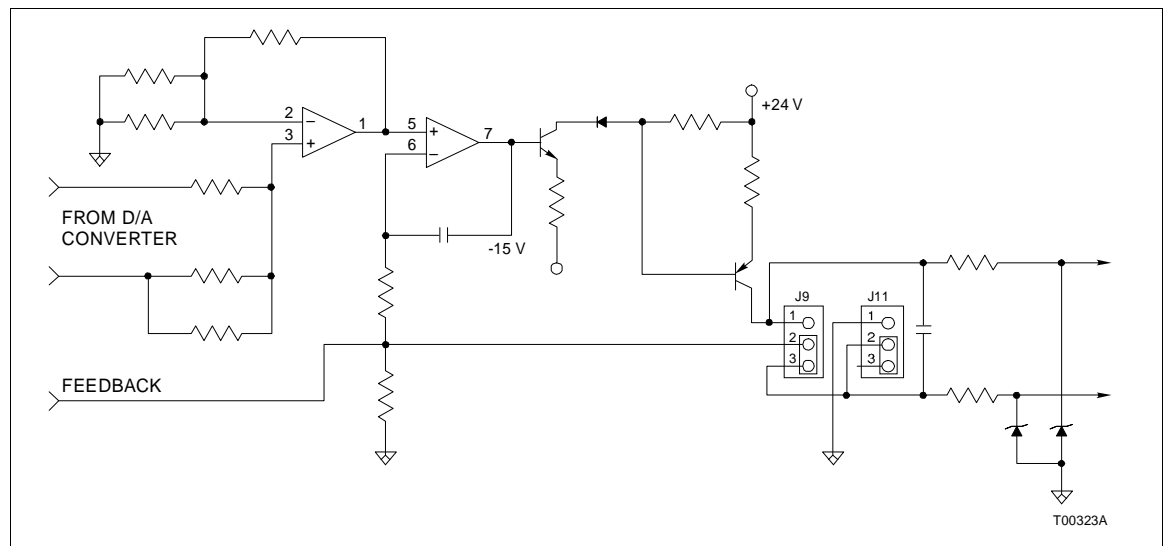 +24 V
2
3
1
5
6
7
FROM D/A
CONVERTER
-15 V
J9
1
2
3
J11
1
2
3
FEEDBACK
T00323A